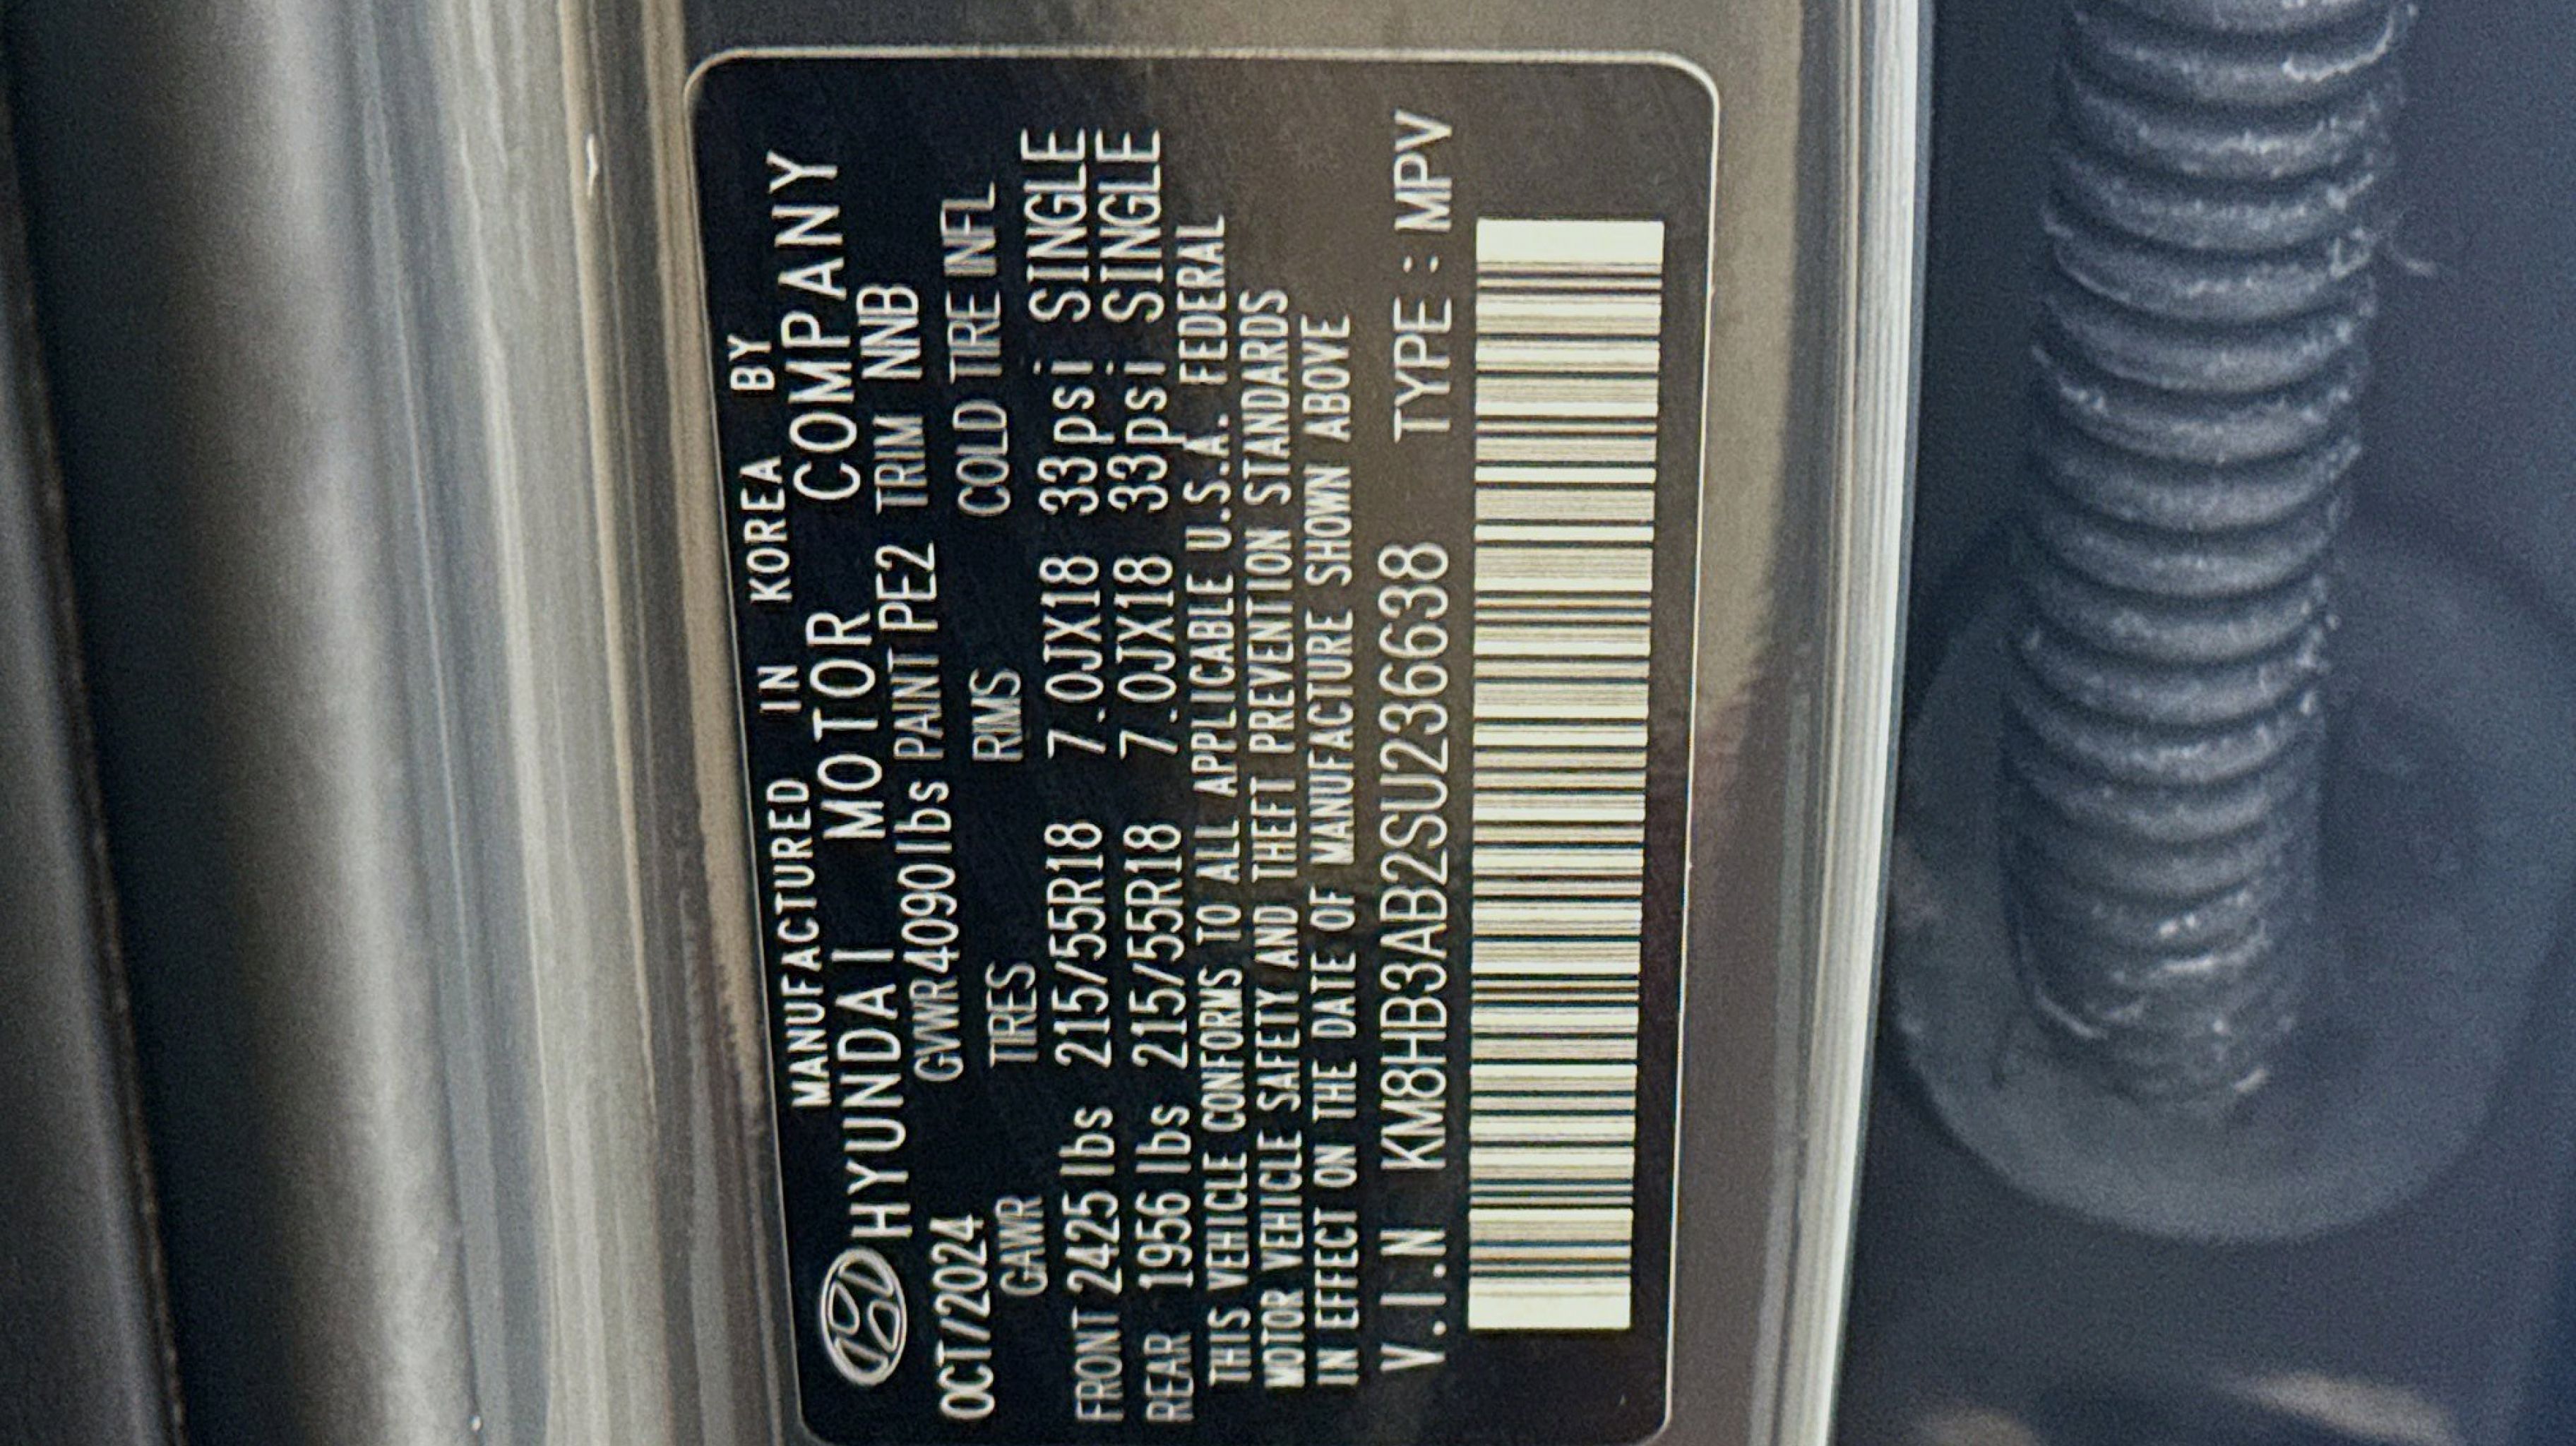 MANUFACTURED IN KOREA BY
HYUNDAI MOTOR COMPANY
OCT/2024 GVWR4090lbs PAINT PE2 TRIM NNB
GAWR TIRES RIMS COLD TIRE INFL
FRONT 2425 lbs 215/55R18 7.0JX18 33psi SINGLE
REAR 1956 lbs 215/55R18 7.0JX18 33psi SINGLE
THIS VEHICLE CONFORMS TO ALL APPLICABLE U.S.A. FEDERAL
MOTOR VEHICLE SAFETY AND THEFT PREVENTION STANDARDS
IN EFFECT ON THE DATE OF MANUFACTURE SHOWN ABOVE
V.I.N KM8HB3AB2SU236638 TYPE : MPV